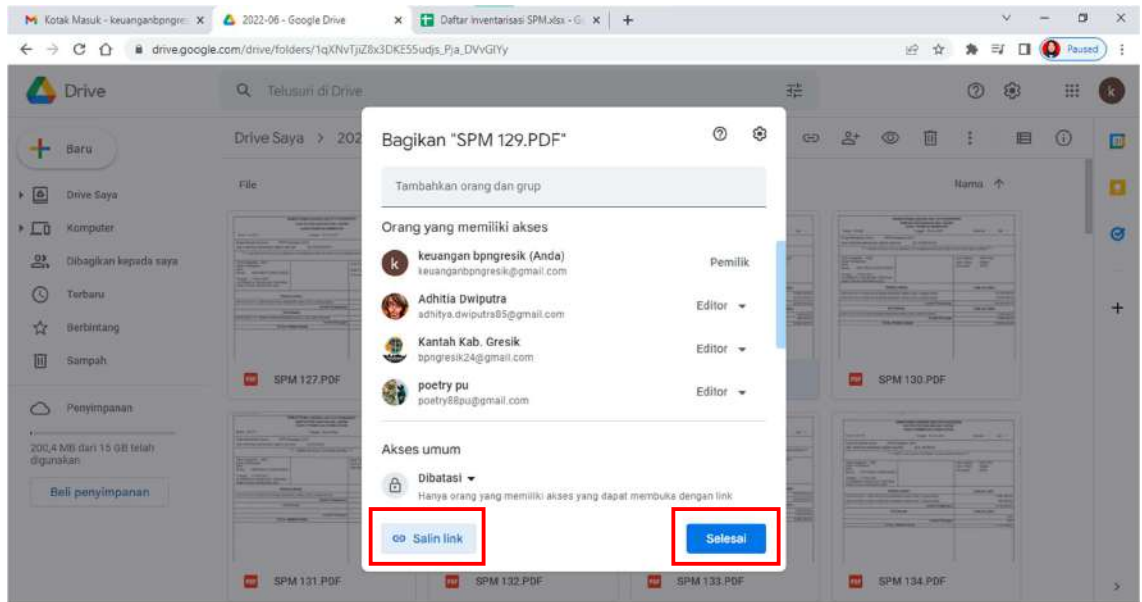 Kotak Masuk - keuanganbpngre
2022-06 - Google Drive
Daftar Inventarisasi SPM.xlsx - G
drive.google.com/drive/folders/1qXNvTjiZ8x3DKE55udjs_Pja_DVvGIYy
Paused
Drive
Telusuri di Drive
k
Baru
Drive Saya > 202
File
Nama
Drive Saya
Komputer
Dibagikan kepada saya
Terbaru
Berbintang
Sampah
Penyimpanan
200,4 MB dari 15 GB telah
digunakan
Beli penyimpanan
Bagikan "SPM 129.PDF"
Tambahkan orang dan grup
Orang yang memiliki akses
k
keuangan bpngresik (Anda)
keuanganbpngresik@gmail.com
Pemilik
Adhitia Dwiputra
adhitya.dwiputra85@gmail.com
Editor
Kantah Kab. Gresik
bpngresik24@gmail.com
Editor
poetry pu
poetry88pu@gmail.com
Editor
Akses umum
Dibatasi
Hanya orang yang memiliki akses yang dapat membuka dengan link
Salin link
Selesai
SPM 127.PDF
SPM 130.PDF
SPM 131.PDF
SPM 132.PDF
SPM 133.PDF
SPM 134.PDF